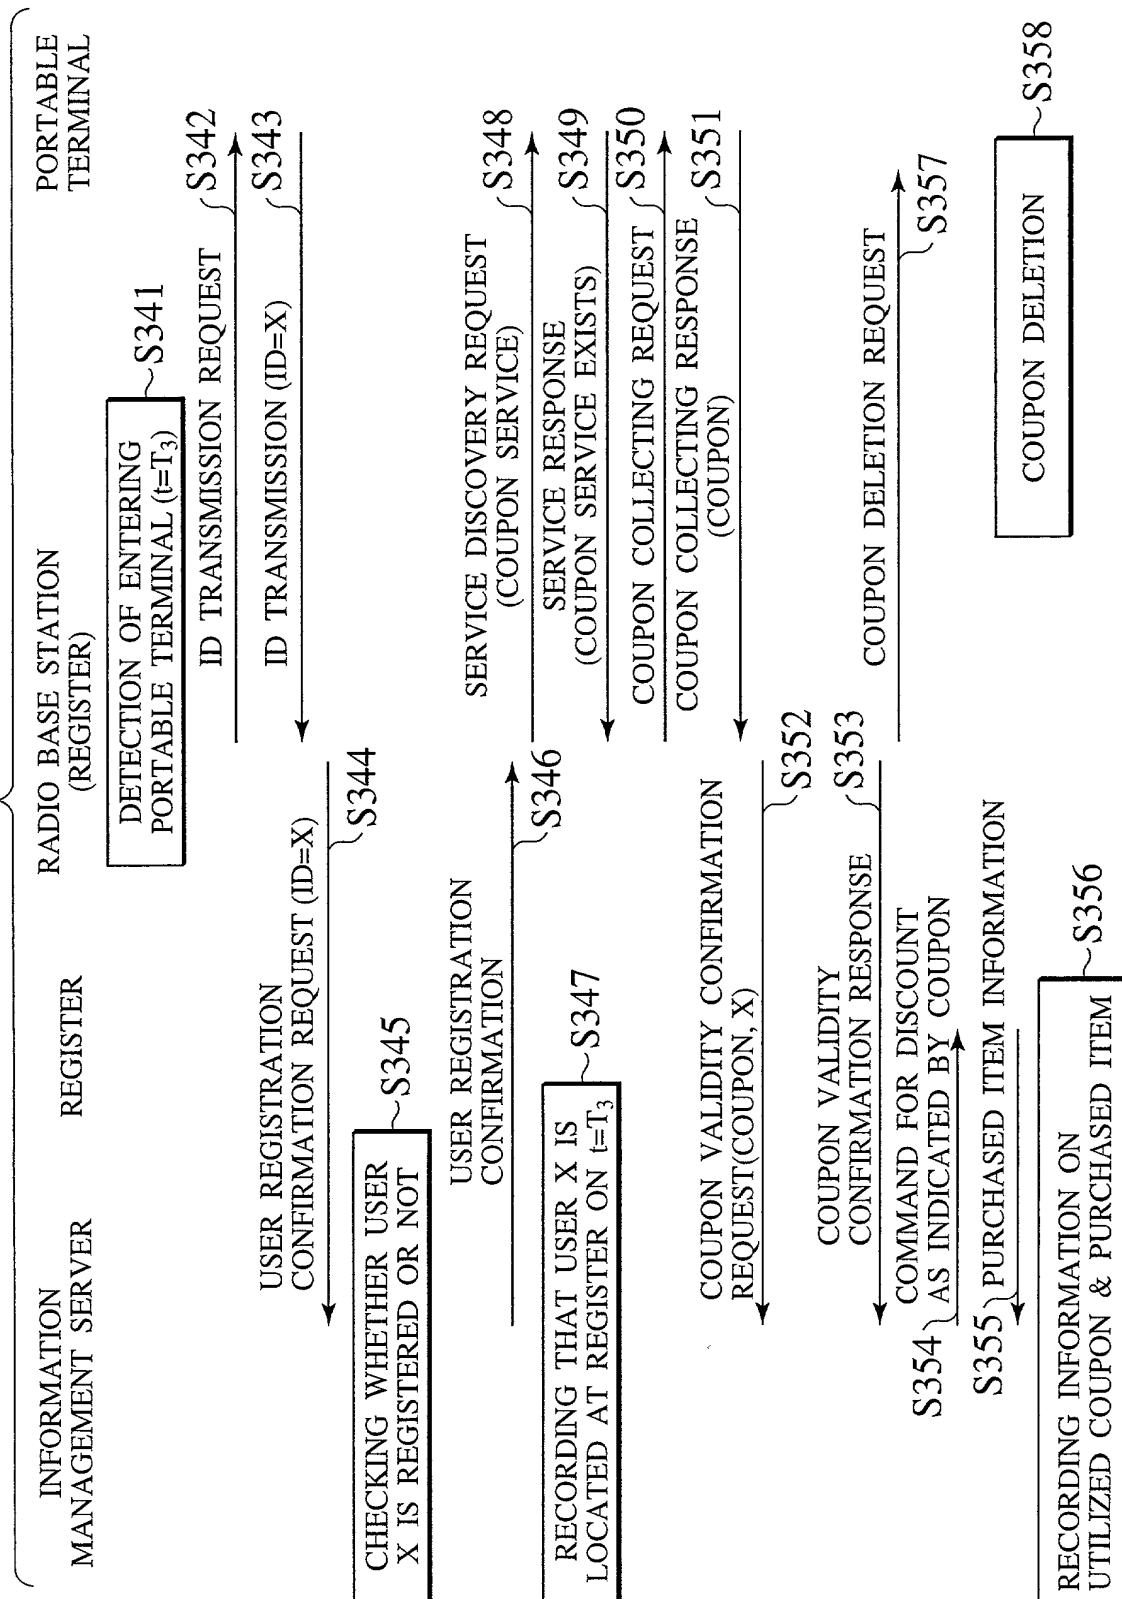 INFORMATION
MANAGEMENT SERVER
REGISTER
RADIO BASE STATION
(REGISTER)
PORTABLE
TERMINAL
DETECTION OF ENTERING
PORTABLE TERMINAL (t=T3)
S341
ID TRANSMISSION REQUEST
S342
ID TRANSMISSION (ID=X)
S343
USER REGISTRATION
CONFIRMATION REQUEST (ID=X)
S344
CHECKING WHETHER USER
X IS REGISTERED OR NOT
S345
USER REGISTRATION
CONFIRMATION
S346
RECORDING THAT USER X IS
LOCATED AT REGISTER ON t=T3
S347
SERVICE DISCOVERY REQUEST
(COUPON SERVICE)
S348
SERVICE RESPONSE
(COUPON SERVICE EXISTS)
S349
COUPON COLLECTING REQUEST
S350
COUPON COLLECTING RESPONSE
(COUPON)
S351
COUPON VALIDITY CONFIRMATION
REQUEST(COUPON, X)
S352
COUPON VALIDITY
CONFIRMATION RESPONSE
S353
COMMAND FOR DISCOUNT
AS INDICATED BY COUPON
S354
PURCHASED ITEM INFORMATION
S355
RECORDING INFORMATION ON
UTILIZED COUPON & PURCHASED ITEM
S356
COUPON DELETION REQUEST
S357
COUPON DELETION
S358